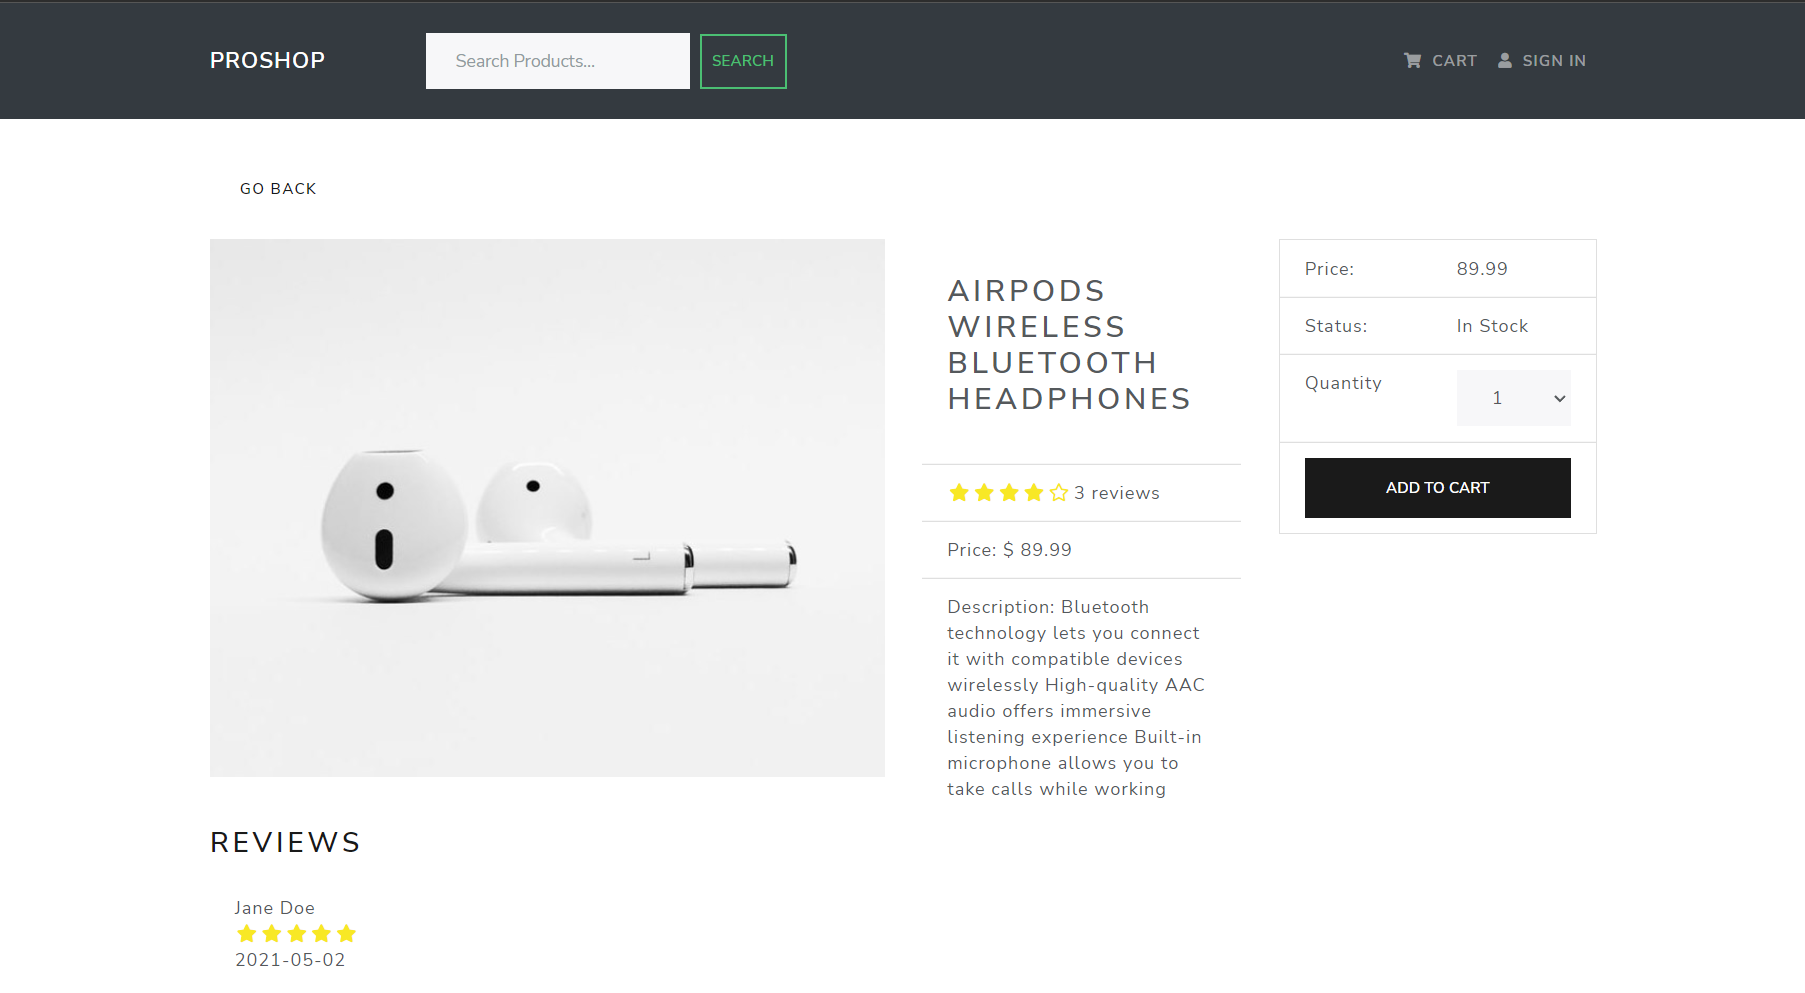 PROSHOP
Search Products...
SEARCH
CART
SIGN IN
GO BACK
AIRPODS
WIRELESS
BLUETOOTH
HEADPHONES
3 reviews
Price: $ 89.99
Description: Bluetooth
technology lets you connect
it with compatible devices
wirelessly High-quality AAC
audio offers immersive
listening experience Built-in
microphone allows you to
take calls while working
Price: 89.99
Status: In Stock
Quantity 1
ADD TO CART
REVIEWS
Jane Doe
2021-05-02